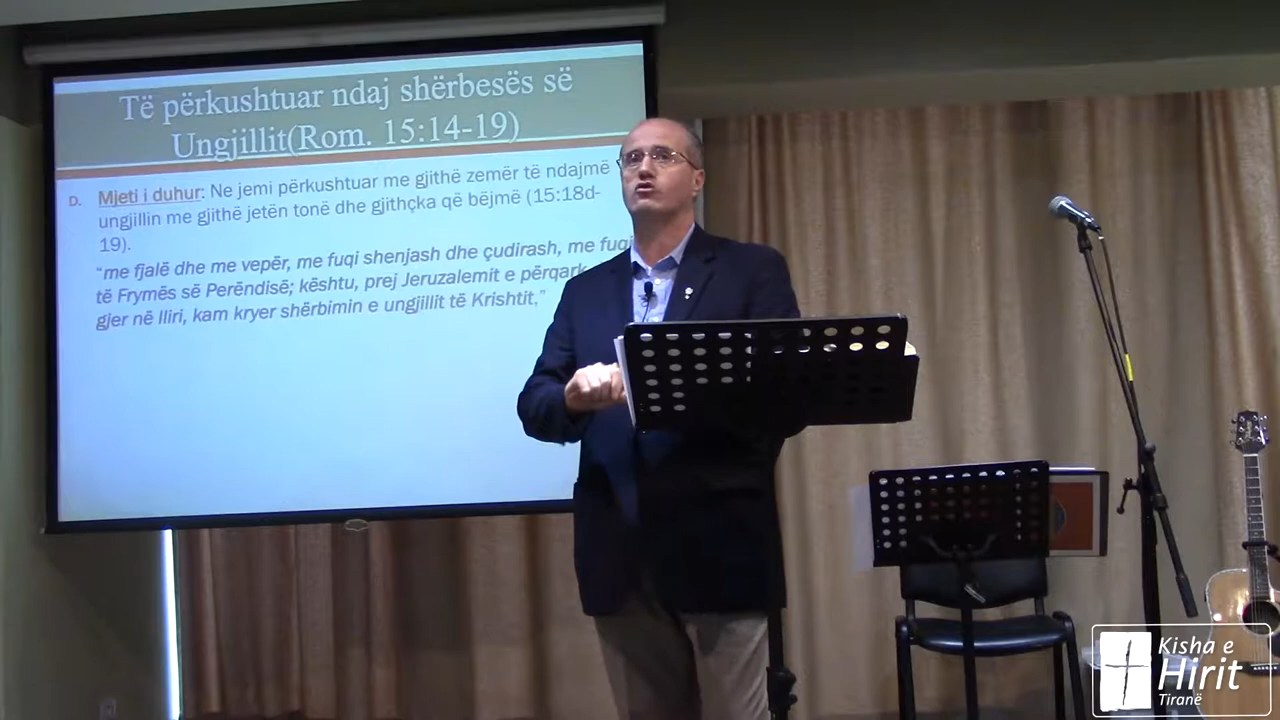 Të përkushtuar ndaj shërbesës së
Ungjillit(Rom. 15:14-19)
D. Mjeti i duhur: Ne jemi përkushtuar me gjithë zemër të ndajmë
ungjillin me gjithë jetën tonë dhe gjithçka që bëjmë (15:18d-
19).
“me fjalë dhe me vepër, me fuqi shenjash dhe çudirash, me fuqi
të Frymës së Perëndisë; kështu, prej Jeruzalemit e përqark
gjer në Iliri, kam kryer shërbimin e ungjillit të Krishtit,”
Kisha e
Hirit
Tiranë